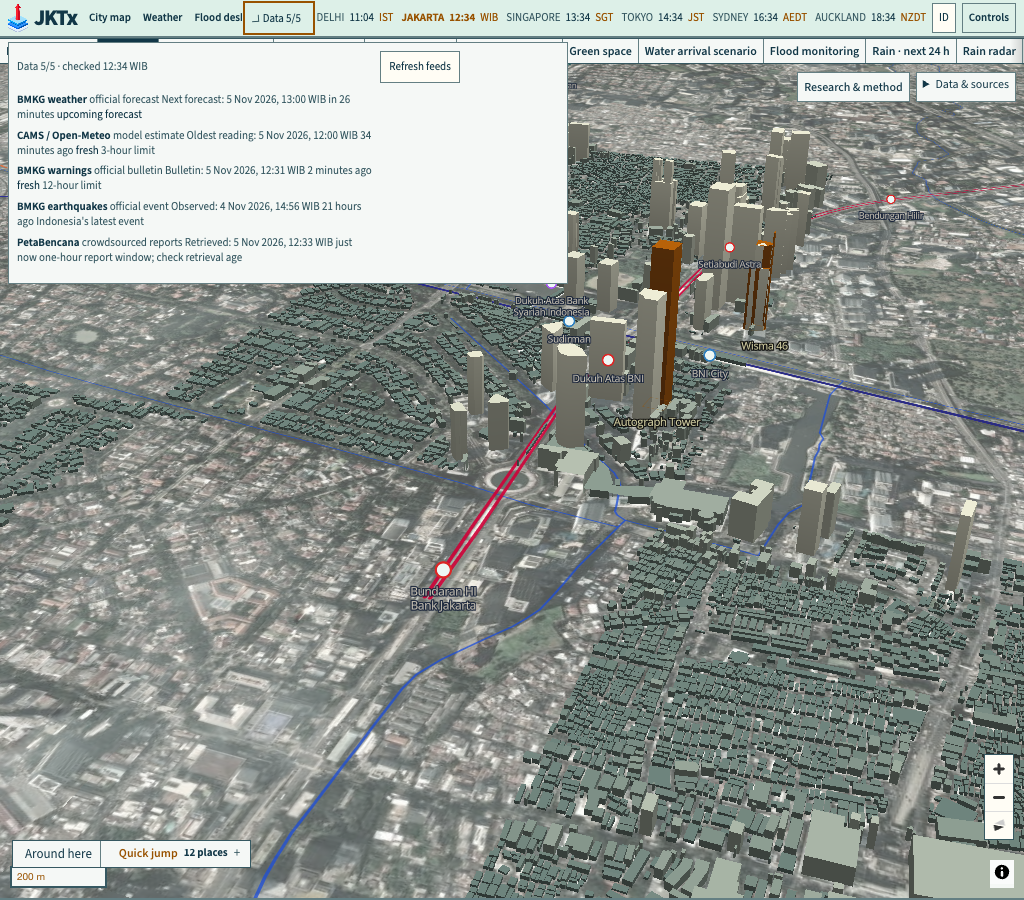 JKTx City map Weather Flood desl Data 5/5 DELHI 11:04 IST JAKARTA 12:34 WIB SINGAPORE 13:34 SGT TOKYO 14:34 JST SYDNEY 16:34 AEDT AUCKLAND 18:34 NZDT ID Controls
Green space Water arrival scenario Flood monitoring Rain · next 24 h Rain radar
Data 5/5 · checked 12:34 WIB Refresh feeds
Research & method Data & sources
BMKG weather official forecast Next forecast: 5 Nov 2026, 13:00 WIB in 26
minutes upcoming forecast
CAMS / Open-Meteo model estimate Oldest reading: 5 Nov 2026, 12:00 WIB 34
minutes ago fresh 3-hour limit
BMKG warnings official bulletin Bulletin: 5 Nov 2026, 12:31 WIB 2 minutes ago
fresh 12-hour limit
BMKG earthquakes official event Observed: 4 Nov 2026, 14:56 WIB 21 hours
ago Indonesia's latest event
PetaBencana crowdsourced reports Retrieved: 5 Nov 2026, 12:33 WIB just
now one-hour report window; check retrieval age
Bendungan Hilir
Setiabudi Astra
Dukuh Atas Bank
Syariah Indonesia
Sudirman
Wisma 46
BNI City
Dukuh Atas BNI
Autograph Tower
Bundaran HI
Bank Jakarta
Around here Quick jump 12 places +
200 m